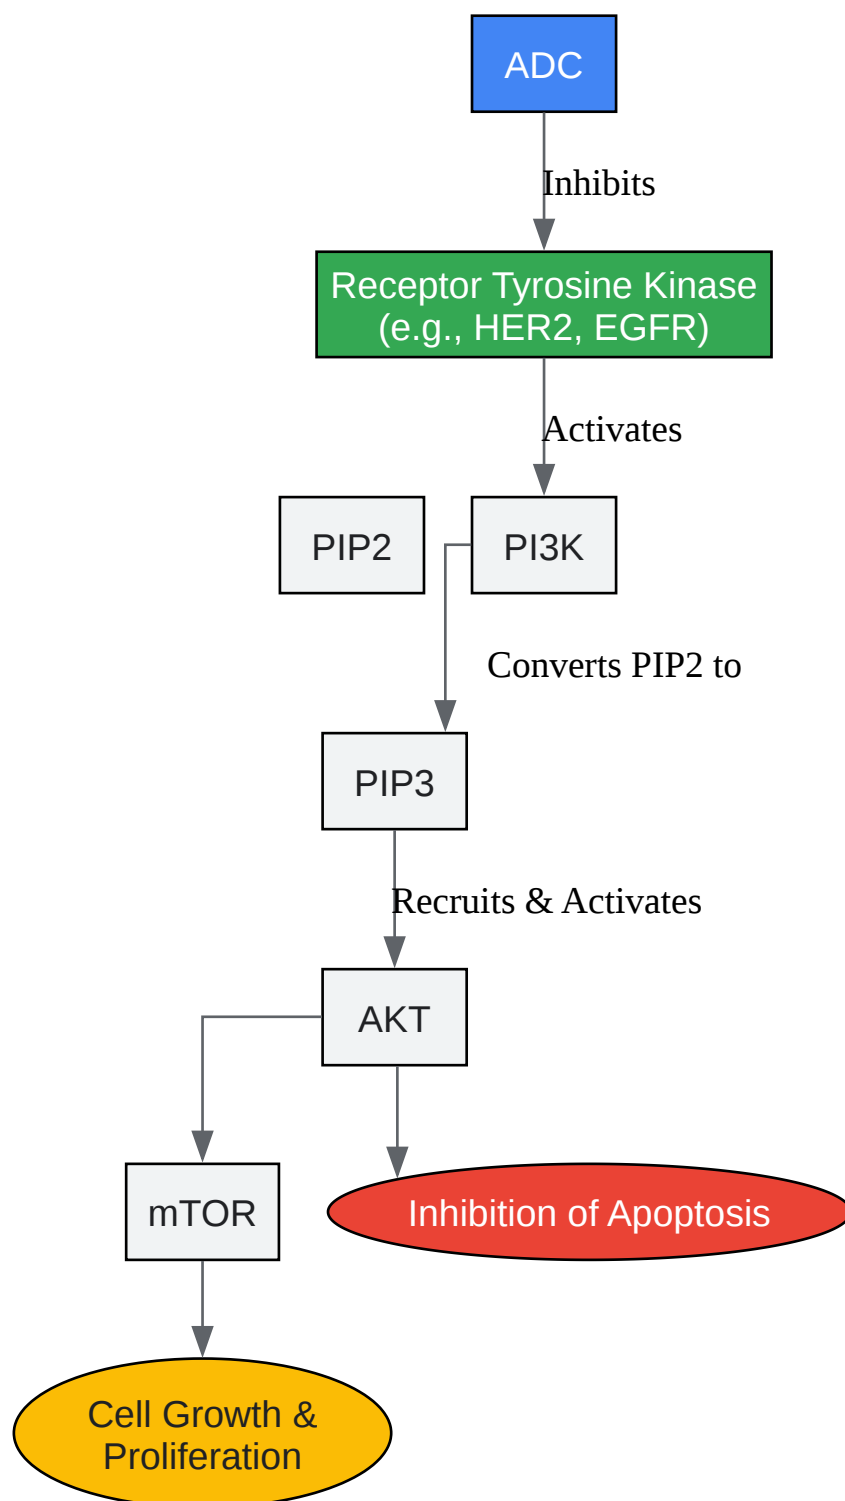 ADC
Inhibits
Receptor Tyrosine Kinase
(e.g., HER2, EGFR)
Activates
PIP2
PI3K
Converts PIP2 to
PIP3
Recruits & Activates
AKT
mTOR
Inhibition of Apoptosis
Cell Growth &
Proliferation